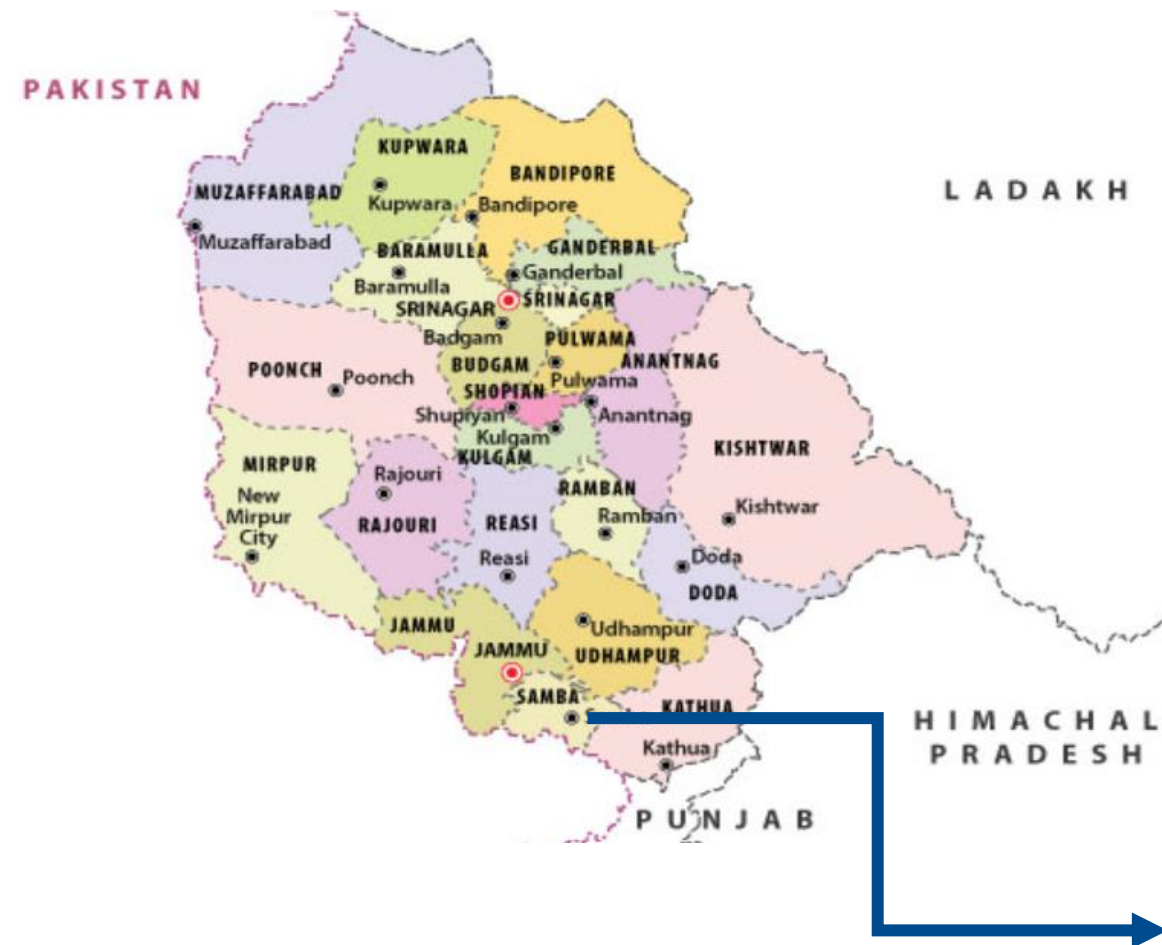 PAKISTAN
KUPWARA
BANDIPORE
LADAKH
MUZAFFARABAD
Kupwara
Bandipore
Muzaffarabad
BARAMULLA
GANDERBAL
Baramulla
Ganderbal
SRINAGAR
SRINAGAR
Badgam
PULWAMA
BUDGAM
ANANTNAG
POONCH
Poonch
Pulwama
SHOPIAN
Shupiyan
Anantnag
Kulgam
KULGAM
KISHTWAR
MIRPUR
Rajouri
RAMBAN
New
Mirpur
City
RAJOURI
REASI
Ramban
Kishtwar
Reasi
Doda
DODA
JAMMU
Udhampur
JAMMU
UDHAMPUR
SAMBA
KATHUA
HIMACHAL
PRADESH
Kathua
PUNJAB